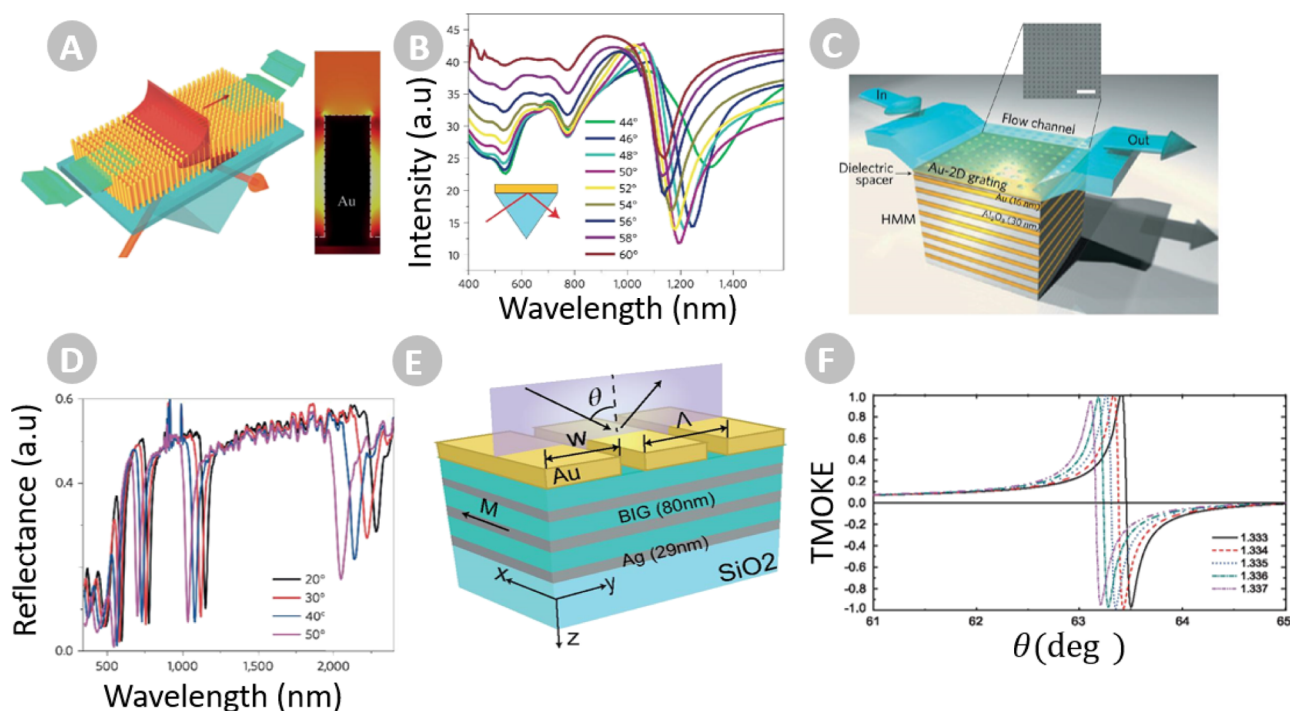 A
Au
B
Intensity (a.u)
45
40
35
30
25
20
15
10
44°
46°
48°
50°
52°
54°
56°
58°
60°
400
600
800
1,000
1,200
1,400
Wavelength (nm)
C
In
Flow channel
Out
Dielectric
spacer
Au-2D grating
Au (16 nm)
Al₂O₃ (30 nm)
HMM
D
Reflectance (a.u)
0.6
0.4
0.0
20°
30°
40°
50°
500
1,000
1,500
2,000
Wavelength (nm)
E
θ
w
Λ
Au
M
BIG (80nm)
Ag (29nm)
SiO2
x
y
z
F
TMOKE
1.0
0.8
0.6
0.4
0.2
0.0
-0.2
-0.4
-0.6
-0.8
-1.0
1.333
1.334
1.335
1.336
1.337
61
62
63
64
65
θ(deg )